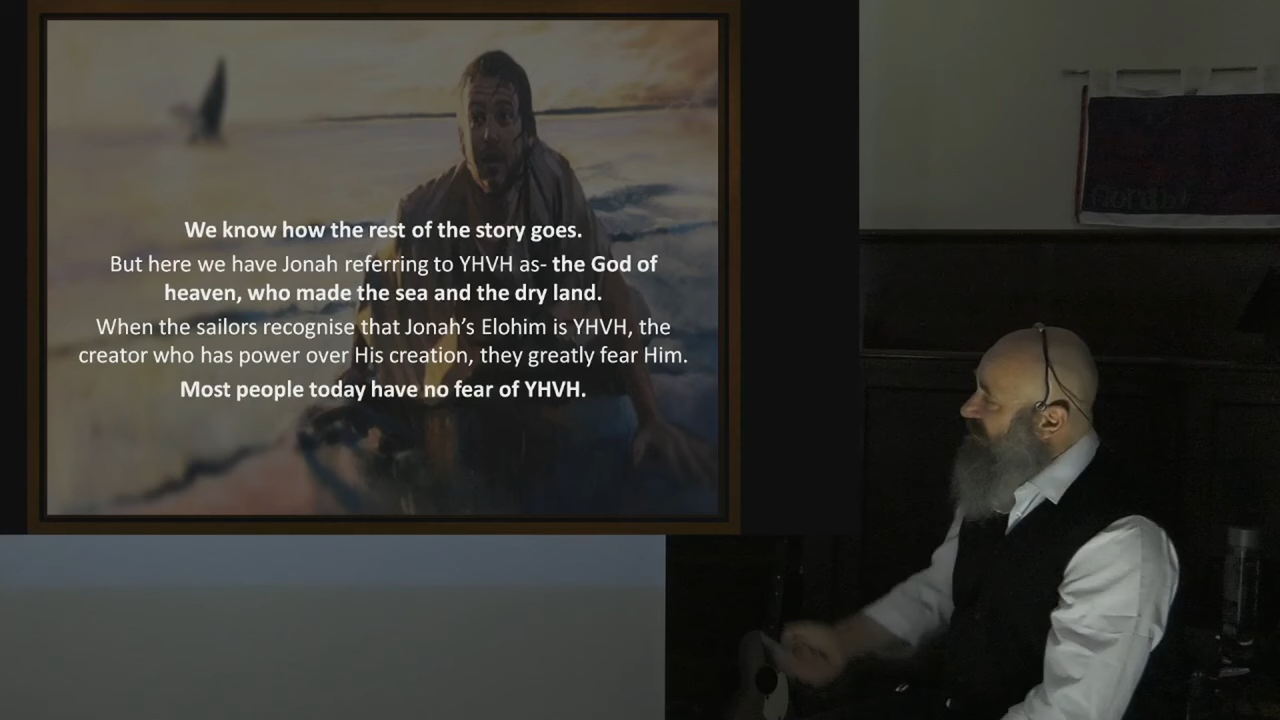 We know how the rest of the story goes.
But here we have Jonah referring to YHVH as- the God of
heaven, who made the sea and the dry land.
When the sailors recognise that Jonah’s Elohim is YHVH, the
creator who has power over His creation, they greatly fear Him.
Most people today have no fear of YHVH.